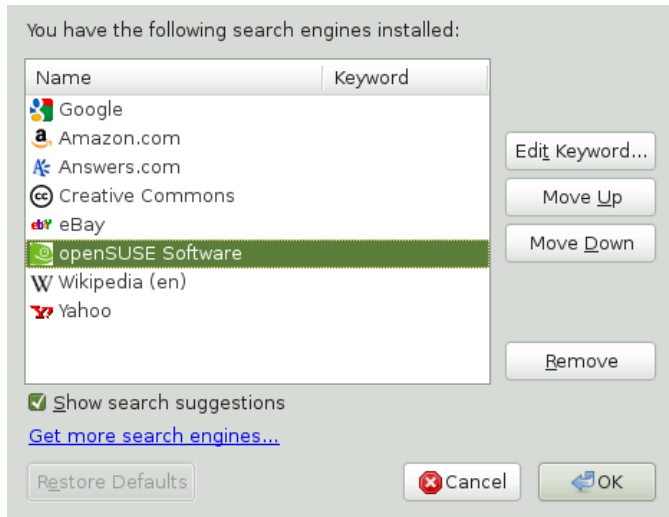 You have the following search engines installed:
Name Keyword
Google
Amazon.com
Answers.com
Creative Commons
eBay
openSUSE Software
Wikipedia (en)
Yahoo
Edit Keyword...
Move Up
Move Down
Remove
Show search suggestions
Get more search engines...
Restore Defaults
Cancel
OK